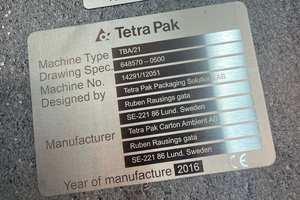 Tetra Pak
Machine Type TBA/21
Drawing Spec. 648570-0500
Machine No. 14291/12051
Designed by Tetra Pak Packaging Solutions AB
Ruben Rausings gata
SE-221 86 Lund. Sweden
Manufacturer Tetra Pak Carton Ambient AB
Ruben Rausings gata
SE-221 86 Lund. Sweden
Year of manufacture 2016 CE